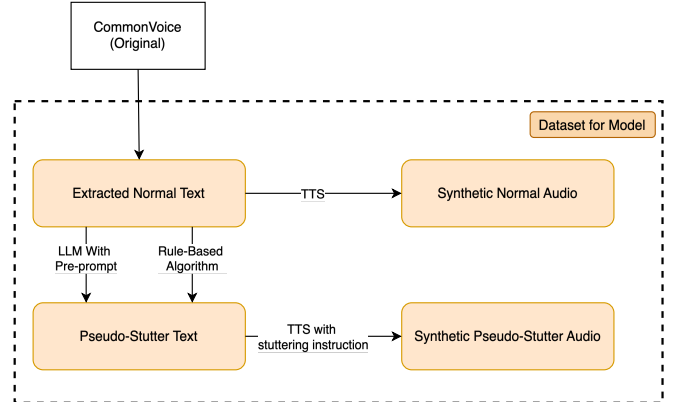 CommonVoice
(Original)
Dataset for Model
Extracted Normal Text
TTS
Synthetic Normal Audio
LLM With
Pre-prompt
Rule-Based
Algorithm
Pseudo-Stutter Text
TTS with
stuttering instruction
Synthetic Pseudo-Stutter Audio